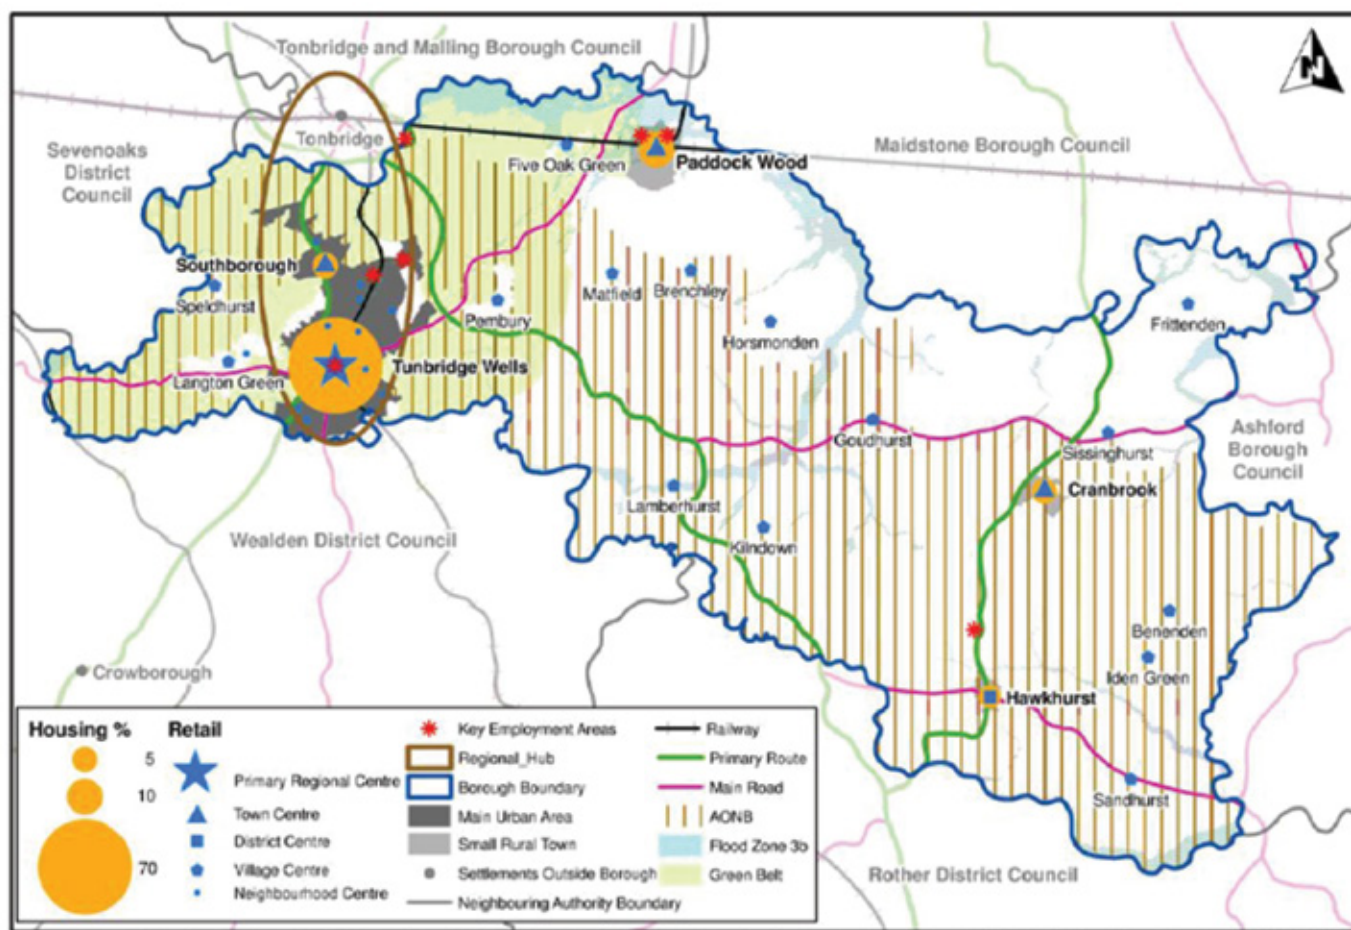 Tonbridge and Malling Borough Council
N
Tonbridge
Sevenoaks
District
Council
Maidstone Borough Council
Five Oak Green
Paddock Wood
Southborough
Speldhurst
Matfield
Brenchley
Pembury
Frittenden
Horsmonden
Langton Green
Tunbridge Wells
Goudhurst
Ashford
Borough
Council
Sissinghurst
Cranbrook
Lamberhurst
Kilndown
Wealden District Council
Benenden
Iden Green
Crowborough
Hawkhurst
Sandhurst
Rother District Council
Housing %
5
10
70
Retail
Primary Regional Centre
Town Centre
District Centre
Village Centre
Neighbourhood Centre
Key Employment Areas
Regional_Hub
Borough Boundary
Main Urban Area
Small Rural Town
Settlements Outside Borough
Neighbouring Authority Boundary
Railway
Primary Route
Main Road
AONB
Flood Zone 3b
Green Belt